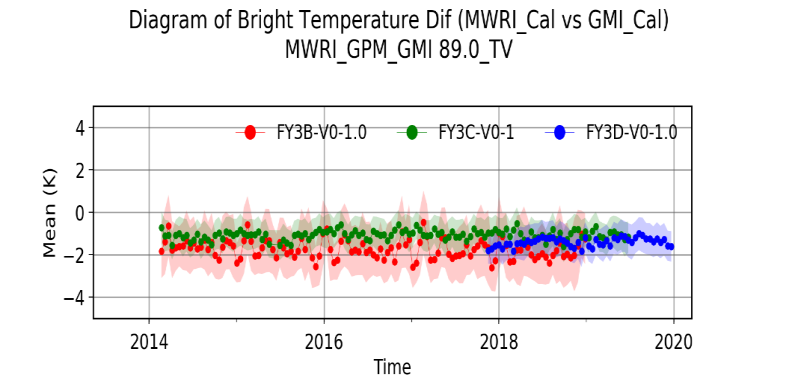 Diagram of Bright Temperature Dif (MWRI_Cal vs GMI_Cal)
MWRI_GPM_GMI 89.0_TV
FY3B-V0-1.0 FY3C-V0-1 FY3D-V0-1.0
Mean (K)
4
2
0
−2
−4
2014 2016 2018 2020
Time